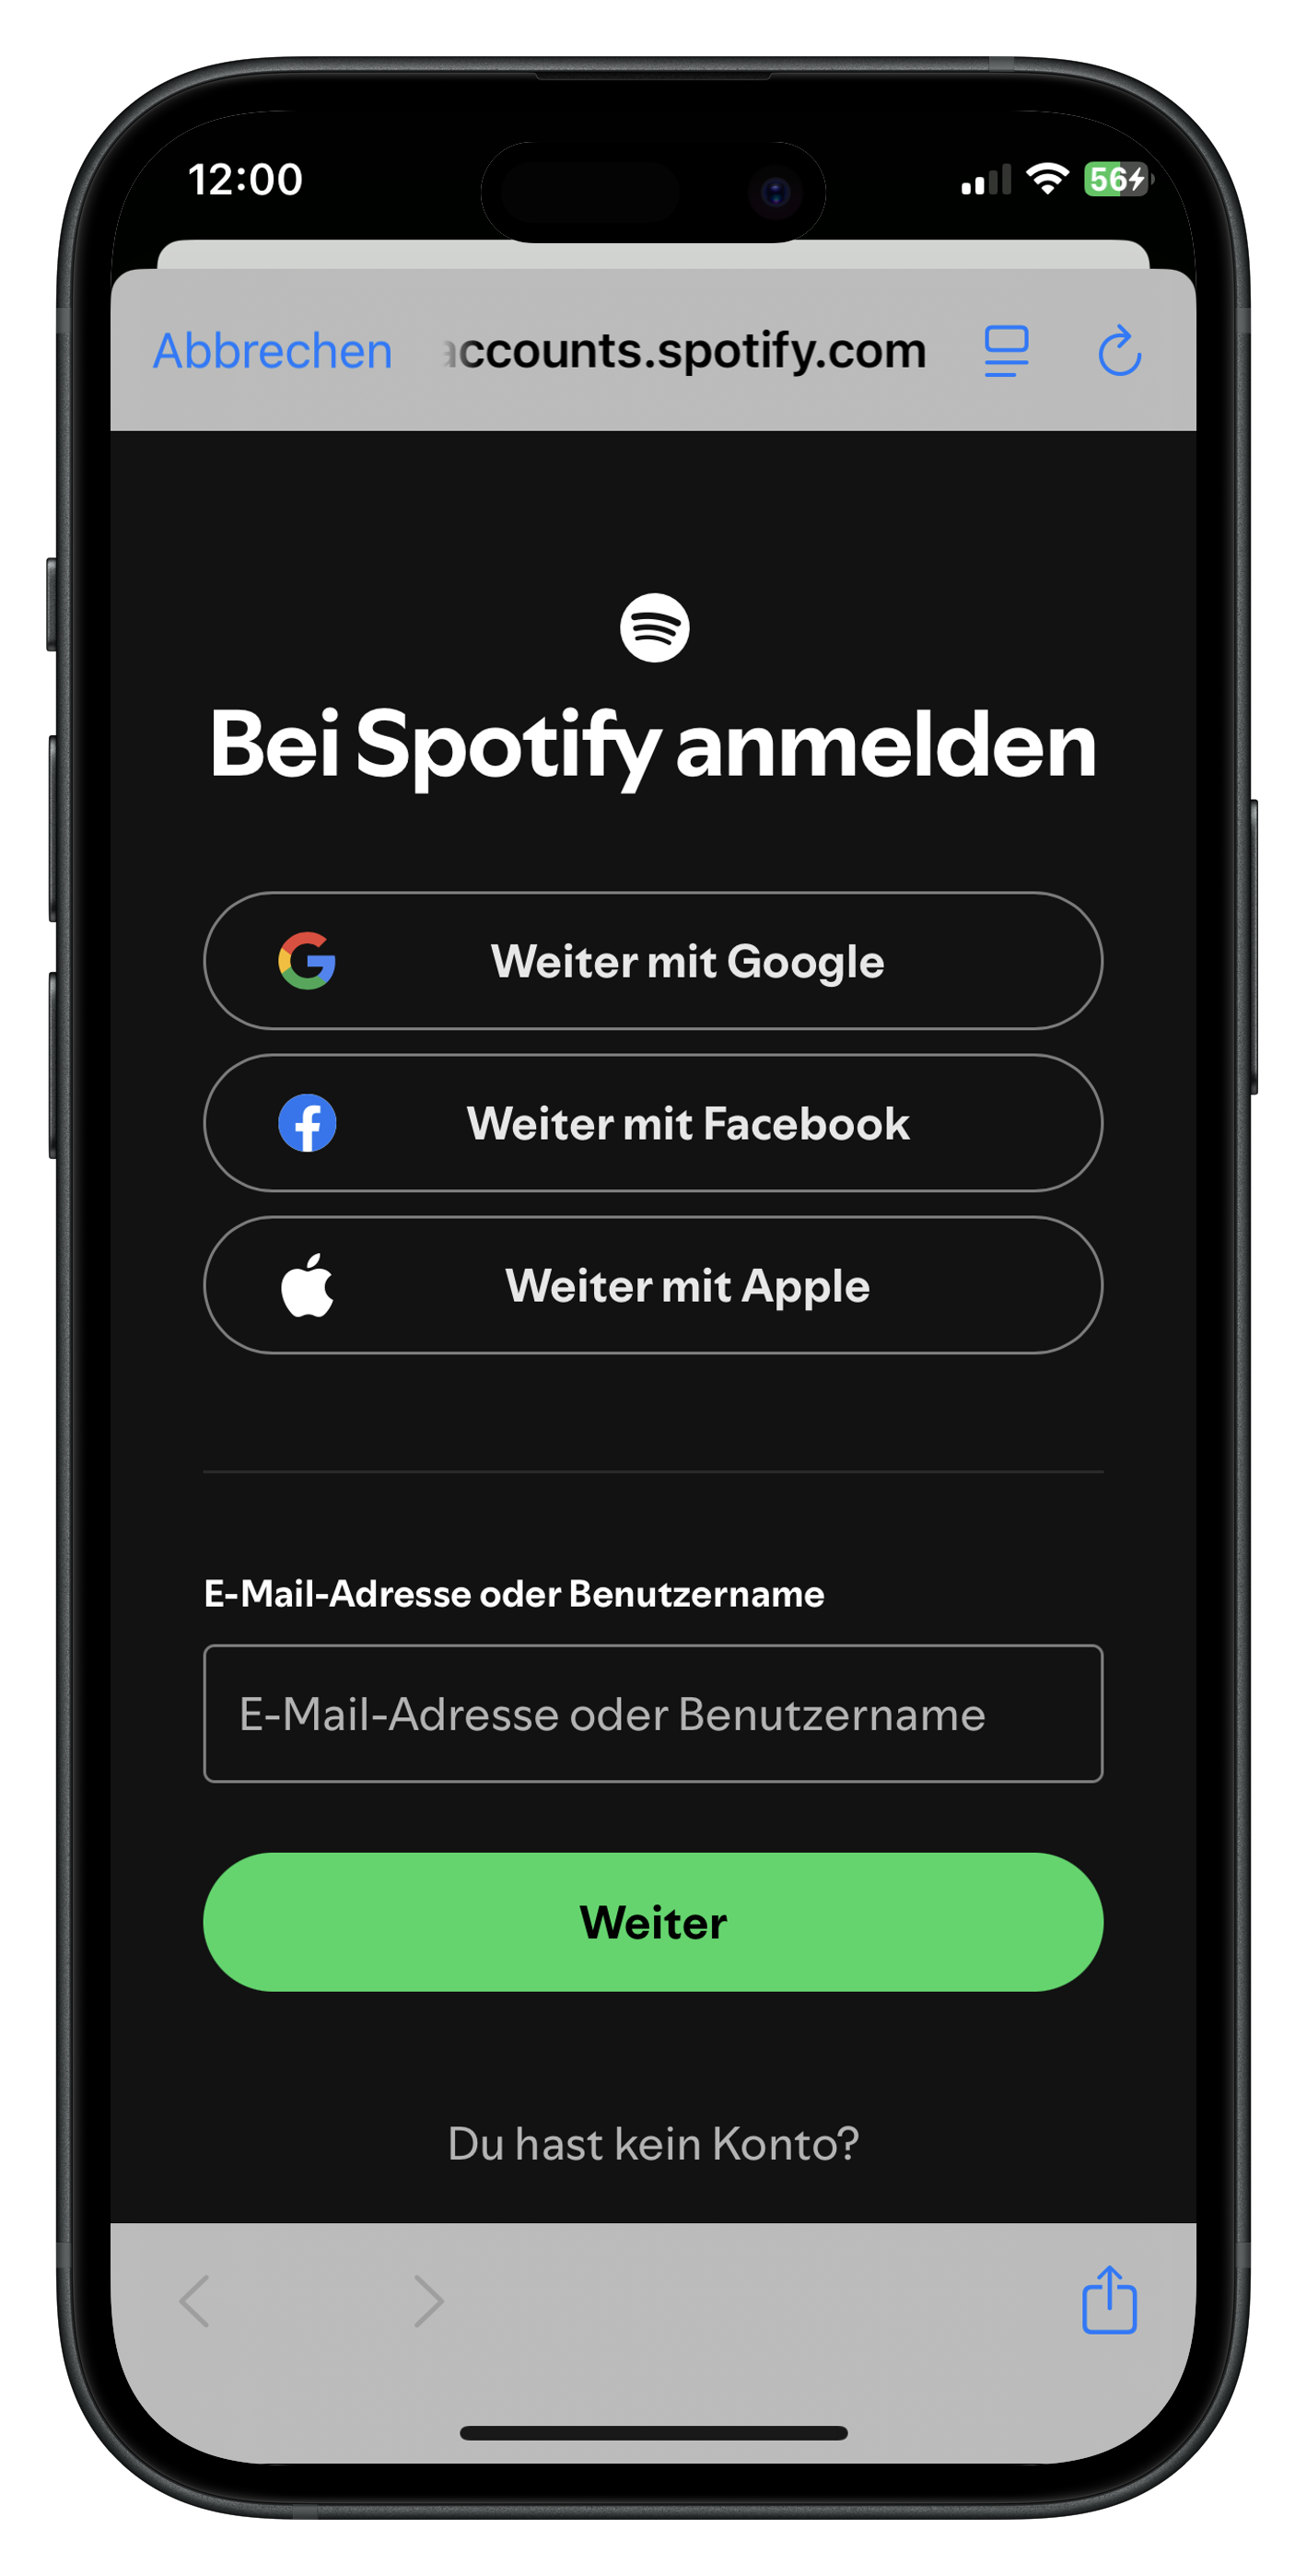 12:00
56
Abbrechen
accounts.spotify.com
Bei Spotify anmelden
Weiter mit Google
Weiter mit Facebook
Weiter mit Apple
E-Mail-Adresse oder Benutzername
E-Mail-Adresse oder Benutzername
Weiter
Du hast kein Konto?